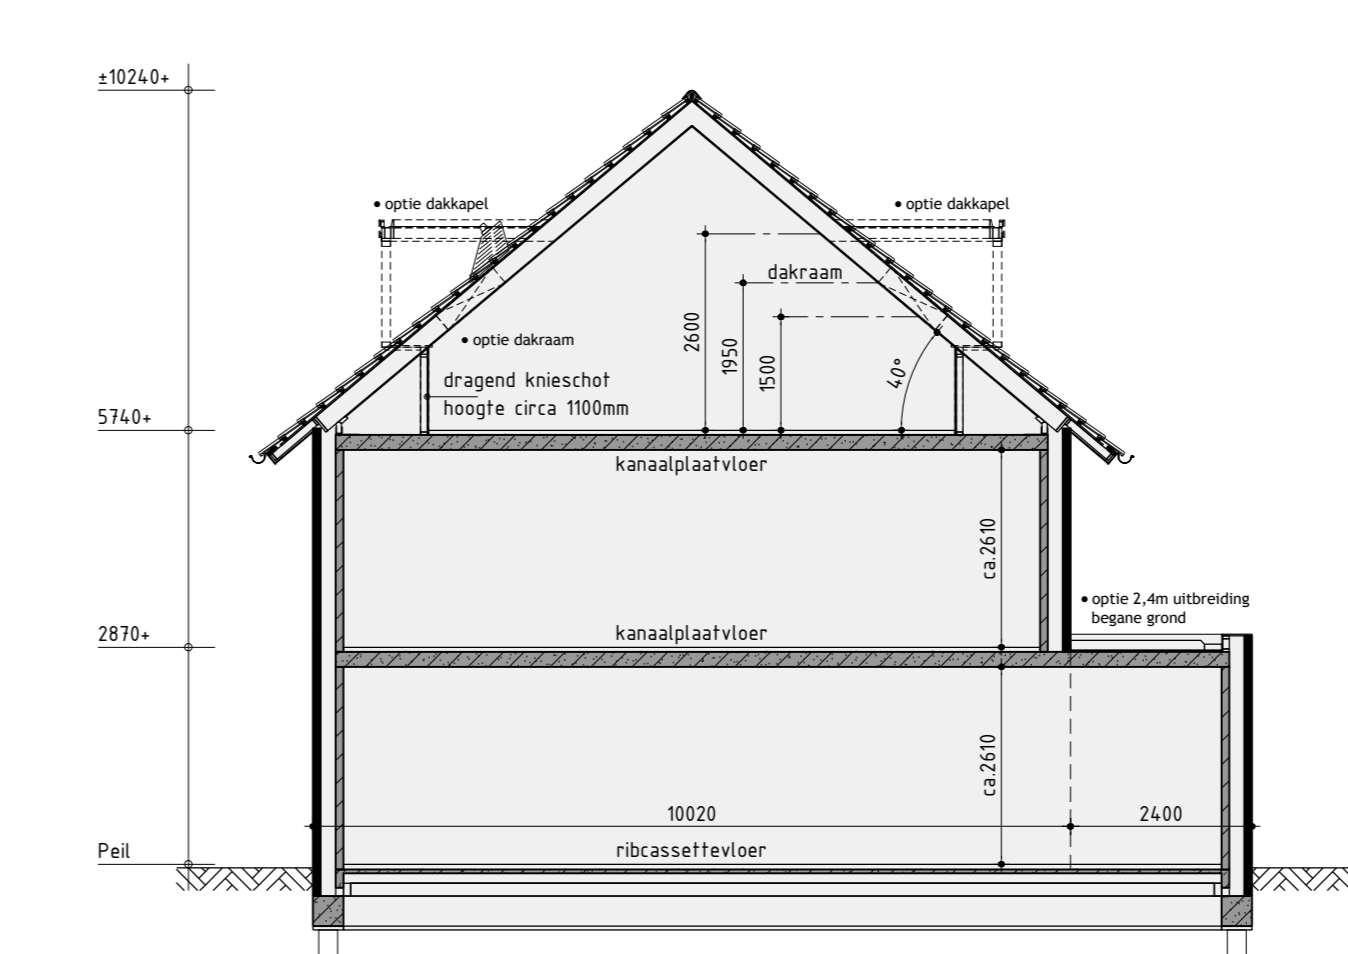 ±10240+
• optie dakkapel
• optie dakkapel
dakraam
2600
1950
1500
40°
• optie dakraam
dragend knieschot
hoogte circa 1100mm
5740+
kanaalplaatvloer
ca.2610
• optie 2,4m uitbreiding
begane grond
2870+
kanaalplaatvloer
ca.2610
10020
2400
Peil
ribcassettevloer